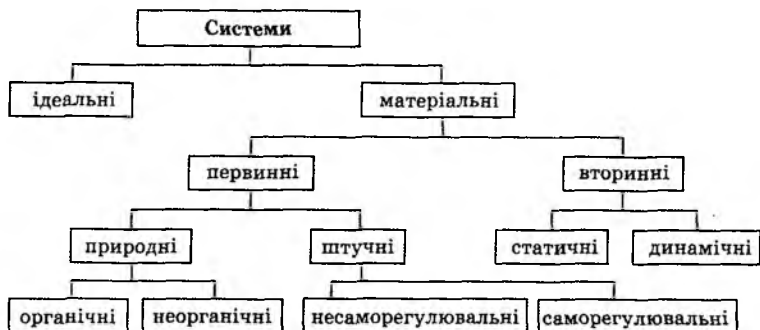 Системи
ідеальні
матеріальні
первинні
вторинні
природні
штучні
статичні
динамічні
органічні
неорганічні
несаморегулювальні
саморегулювальні